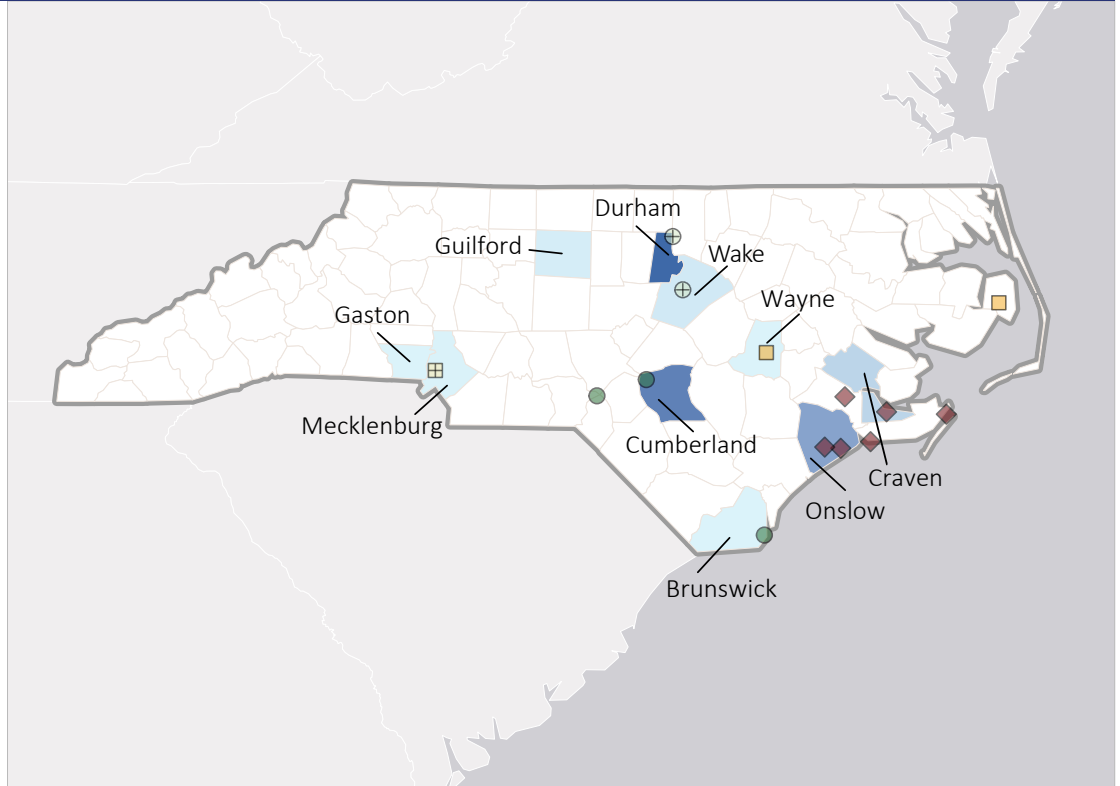 Durham
Guilford
Wake
Wayne
Gaston
Mecklenburg
Cumberland
Craven
Onslow
Brunswick